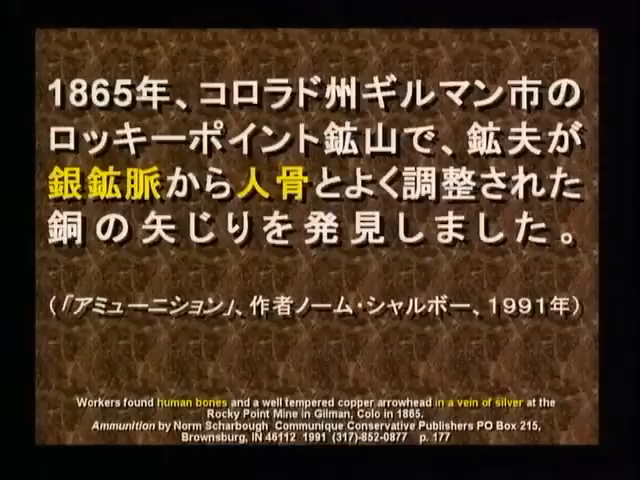 1865年、コロラド州ギルマン市の
ロッキーポイント鉱山で、鉱夫が
銀鉱脈から人骨とよく調整された
銅の矢じりを発見しました。
（「アミューニション」、作者ノーム・シャルボー、1991年）
Workers found human bones and a well tempered copper arrowhead in a vein of silver at the
Rocky Point Mine in Gilman, Colo in 1865.
Ammunition by Norm Scharbough Communique Conservative Publishers PO Box 215,
Brownsburg, IN 46112 1991 (317)-852-0877 p. 177